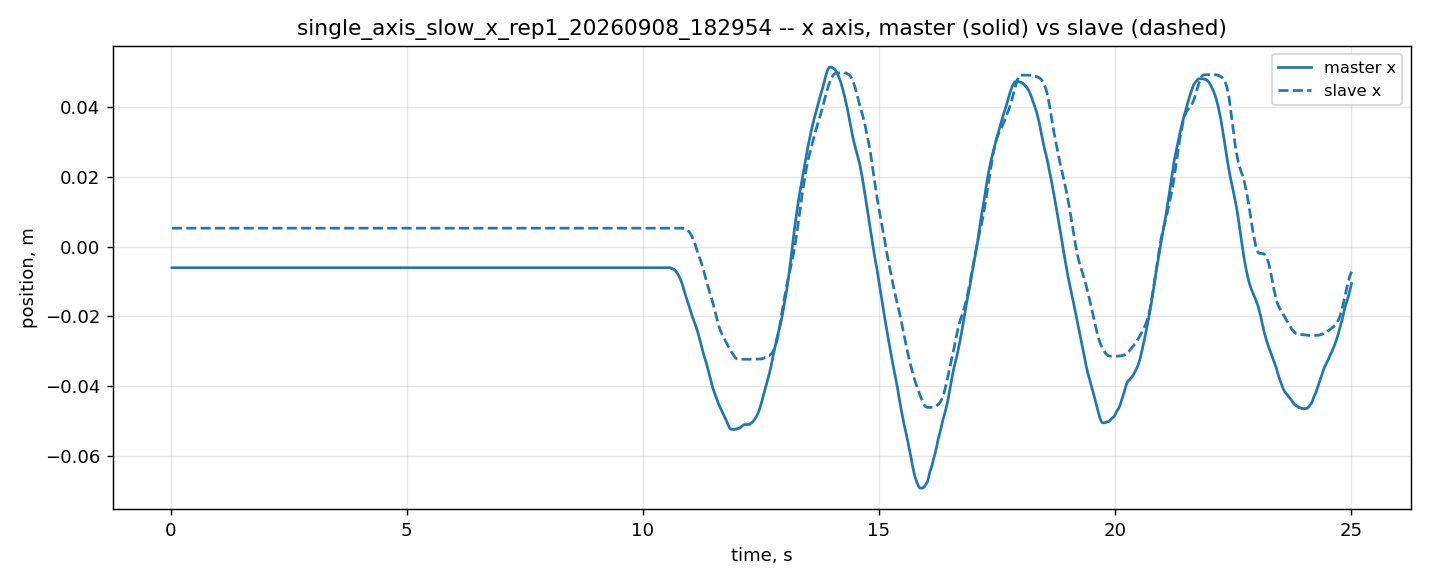 single_axis_slow_x_rep1_20260908_182954 -- x axis, master (solid) vs slave (dashed)
master x
slave x
position, m
0.04
0.02
0.00
−0.02
−0.04
−0.06
0
5
10
15
20
25
time, s